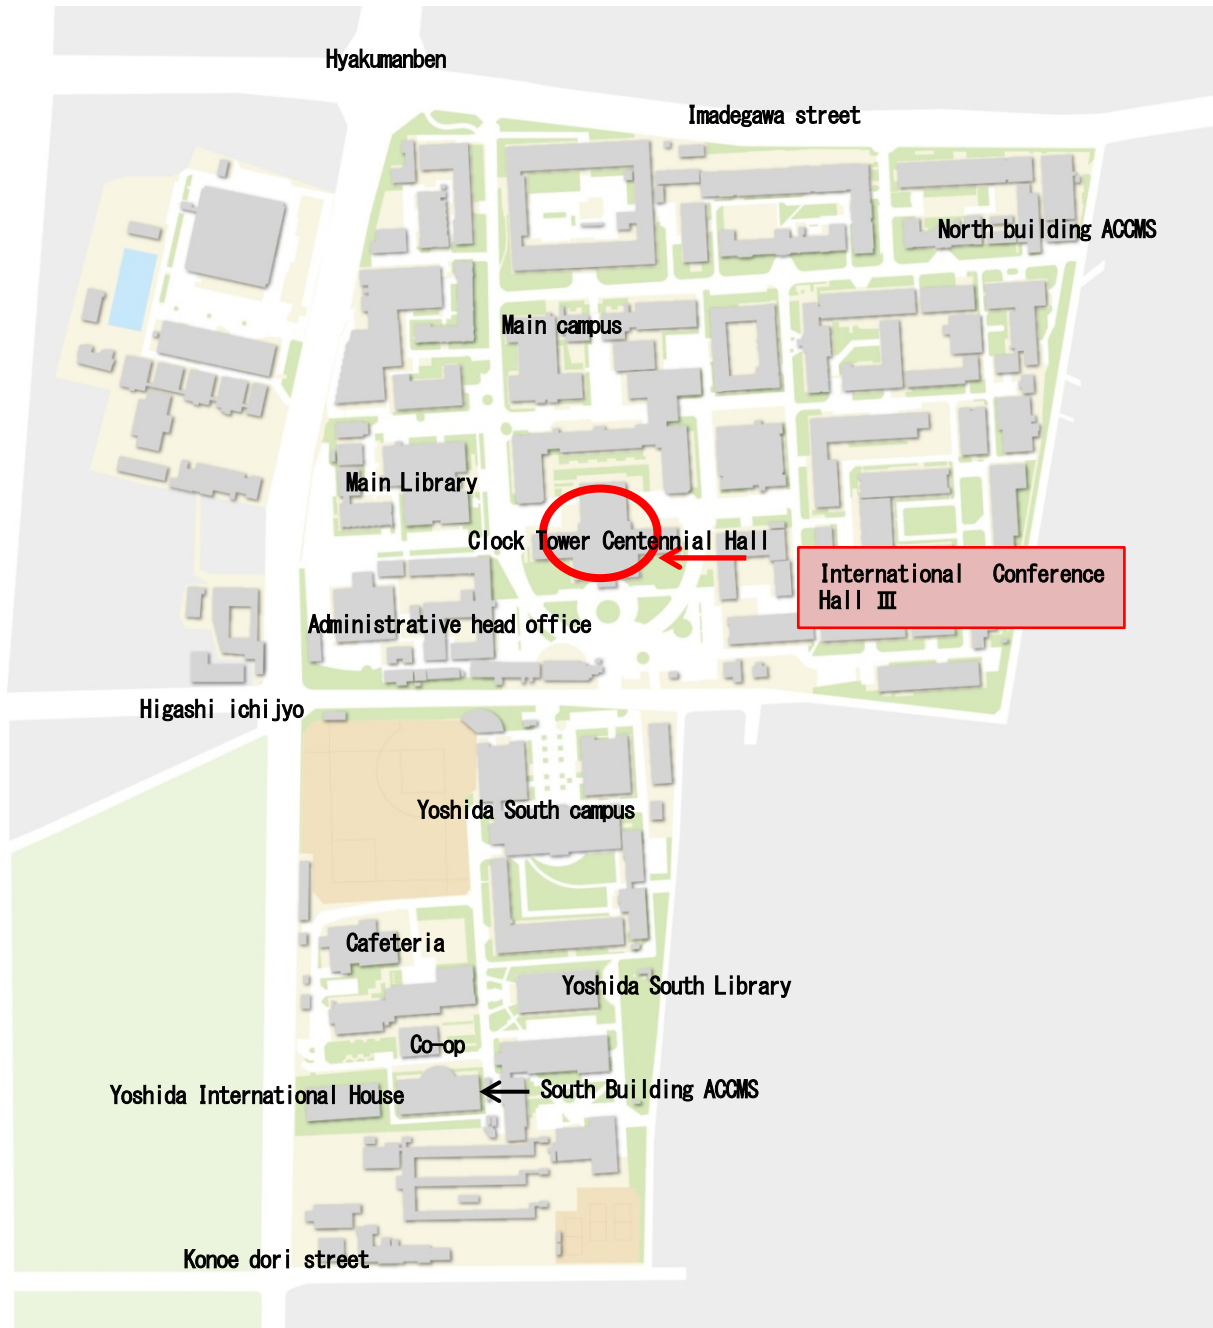 Hyakumanben
Imadegawa street
North building ACCMS
Main campus
Main Library
Clock Tower Centennial Hall
International Conference
Hall Ⅲ
Administrative head office
Higashi ichijyo
Yoshida South campus
Cafeteria
Yoshida South Library
Co-op
Yoshida International House
South Building ACCMS
Konoe dori street